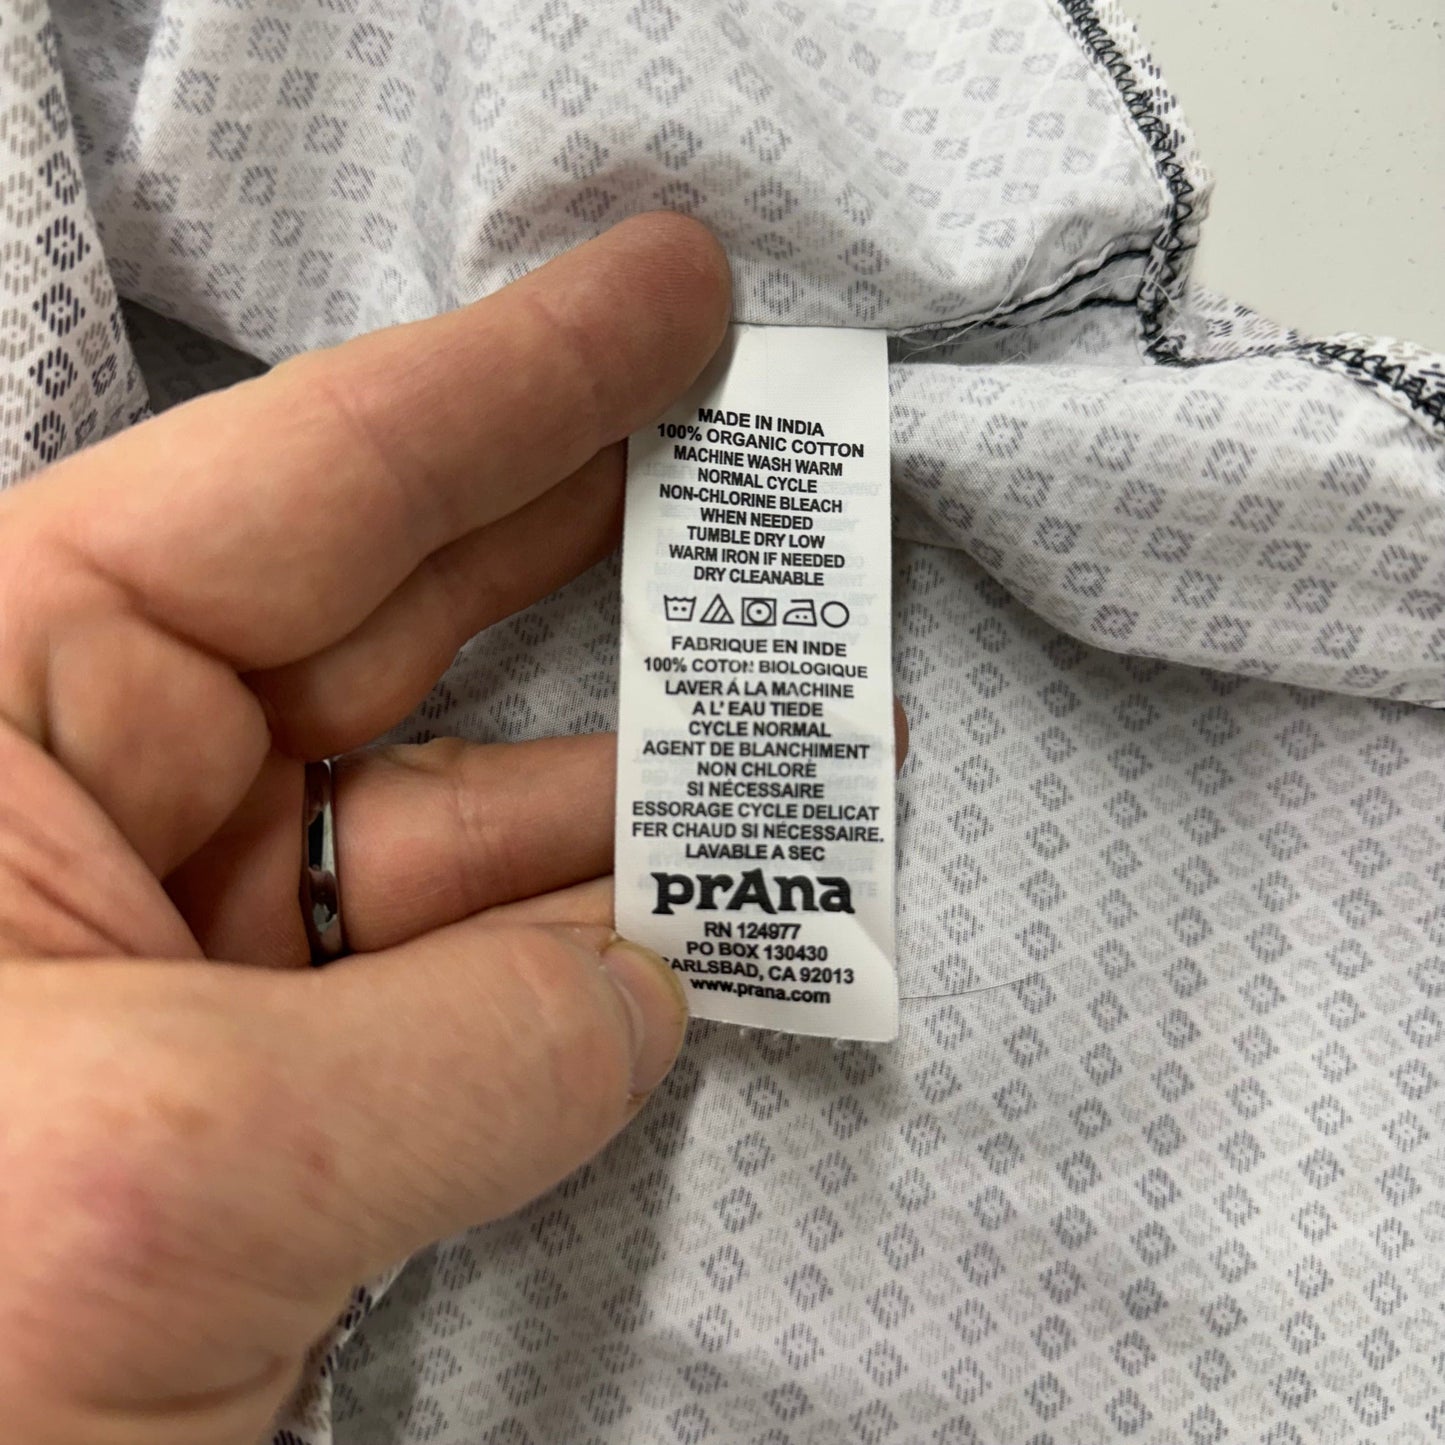 MADE IN INDIA
100% ORGANIC COTTON
MACHINE WASH WARM
NORMAL CYCLE
NON-CHLORINE BLEACH
WHEN NEEDED
TUMBLE DRY LOW
WARM IRON IF NEEDED
DRY CLEANABLE
FABRIQUE EN INDE
100% COTON BIOLOGIQUE
LAVER Á LA MACHINE
A L' EAU TIEDE
CYCLE NORMAL
AGENT DE BLANCHIMENT
NON CHLORÉ
SI NÉCESSAIRE
ESSORAGE CYCLE DELICAT
FER CHAUD SI NÉCESSAIRE.
LAVABLE A SEC
prAna
RN 124977
PO BOX 130430
CARLSBAD, CA 92013
www.prana.com